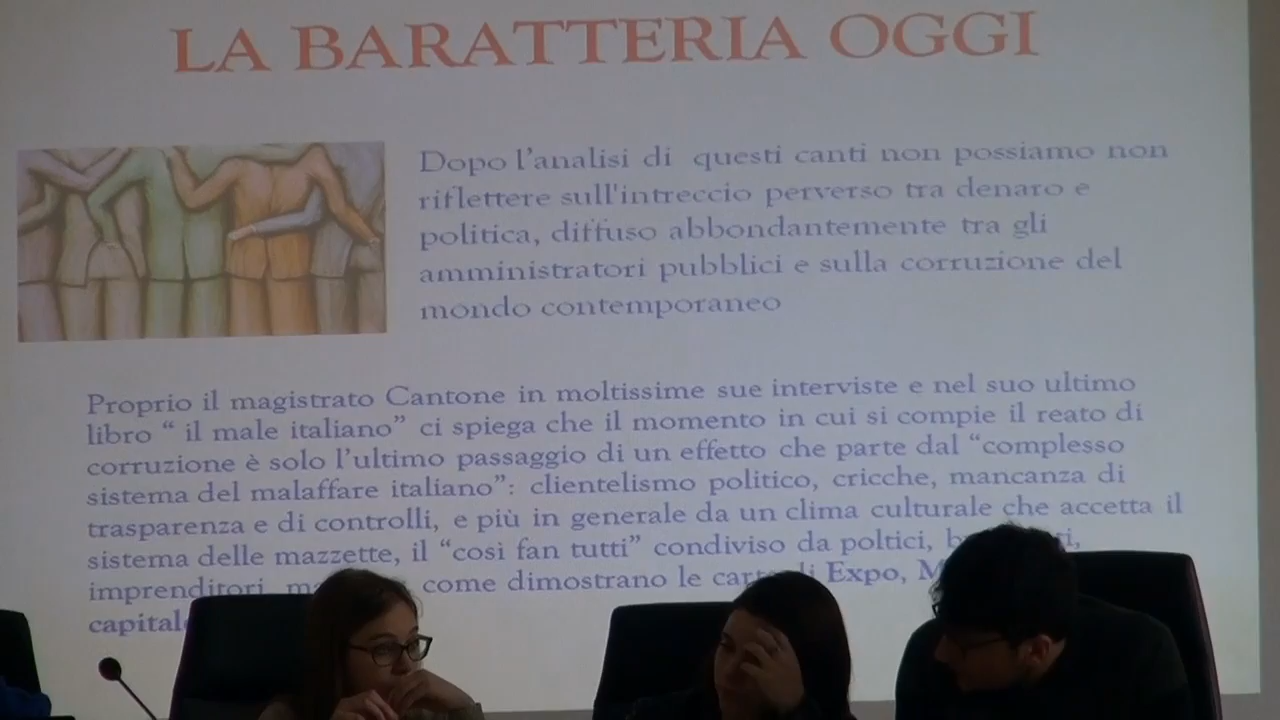 LA BARATTERIA OGGI
Dopo l'analisi di questi canti non possiamo non
riflettere sull'intreccio perverso tra denaro e
politica, diffuso abbondantemente tra gli
amministratori pubblici e sulla corruzione del
mondo contemporaneo
Proprio il magistrato Cantone in moltissime sue interviste e nel suo ultimo
libro “ il male italiano” ci spiega che il momento in cui si compie il reato di
corruzione è solo l'ultimo passaggio di un effetto che parte dal “complesso
sistema del malaffare italiano”: clientelismo politico, cricche, mancanza di
trasparenza e di controlli, e più in generale da un clima culturale che accetta il
sistema delle mazzette, il “così fan tutti” condiviso da poltici,
imprenditori, come dimostrano le carte di Expo,